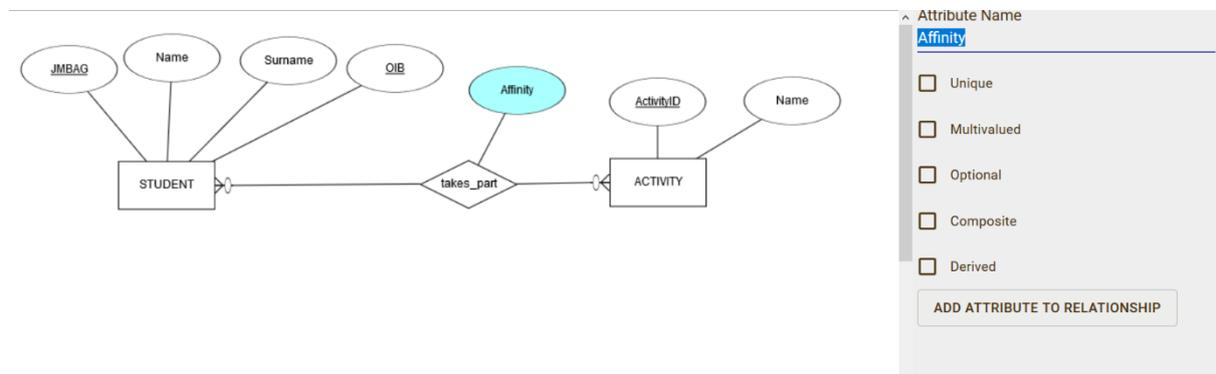 JMBAG
Name
Surname
OIB
Affinity
ActivityID
Name
STUDENT
takes_part
ACTIVITY
Attribute Name
Affinity
Unique
Multivalued
Optional
Composite
Derived
ADD ATTRIBUTE TO RELATIONSHIP